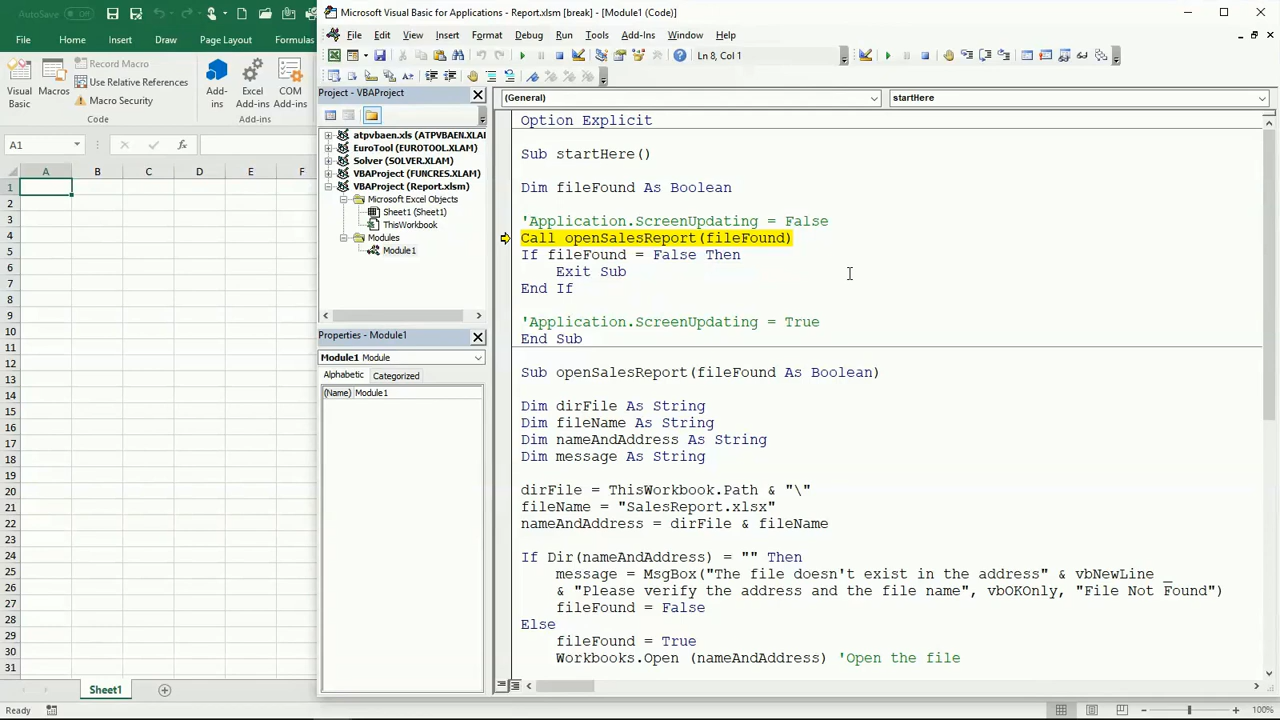 AutoSave Off
Microsoft Visual Basic for Applications - Report.xlsm [break] - [Module1 (Code)]
File Home Insert Draw Page Layout Formulas
File Edit View Insert Format Debug Run Tools Add-Ins Window Help
Ln 8, Col 1
Visual Basic
Macros
Record Macro
Use Relative References
Macro Security
Code
Add-ins
Excel Add-ins
COM Add-ins
Add-ins
A1
fx
A B C D E F
1
2
3
4
5
6
7
8
9
10
11
12
13
14
15
16
17
18
19
20
21
22
23
24
25
26
27
28
29
30
31
Sheet1
Ready
100%
Project - VBAProject
atpvbaen.xls (ATPVBAEN.XLAM
EuroTool (EUROTOOL.XLAM)
Solver (SOLVER.XLAM)
VBAProject (FUNCRES.XLAM)
VBAProject (Report.xlsm)
Microsoft Excel Objects
Sheet1 (Sheet1)
ThisWorkbook
Modules
Module1
Properties - Module1
Module1 Module
Alphabetic Categorized
(Name) Module1
(General)
startHere
Option Explicit
Sub startHere()
Dim fileFound As Boolean
'Application.ScreenUpdating = False
Call openSalesReport(fileFound)
If fileFound = False Then
Exit Sub
End If
'Application.ScreenUpdating = True
End Sub
Sub openSalesReport(fileFound As Boolean)
Dim dirFile As String
Dim fileName As String
Dim nameAndAddress As String
Dim message As String
dirFile = ThisWorkbook.Path & "\"
fileName = "SalesReport.xlsx"
nameAndAddress = dirFile & fileName
If Dir(nameAndAddress) = "" Then
message = MsgBox("The file doesn't exist in the address" & vbNewLine _
& "Please verify the address and the file name", vbOKOnly, "File Not Found")
fileFound = False
Else
fileFound = True
Workbooks.Open (nameAndAddress) 'Open the file